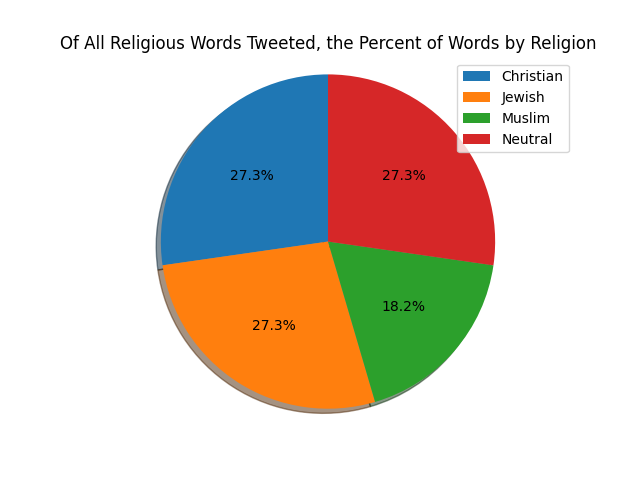 Of All Religious Words Tweeted, the Percent of Words by Religion
Christian
Jewish
Muslim
Neutral
27.3%
27.3%
18.2%
27.3%